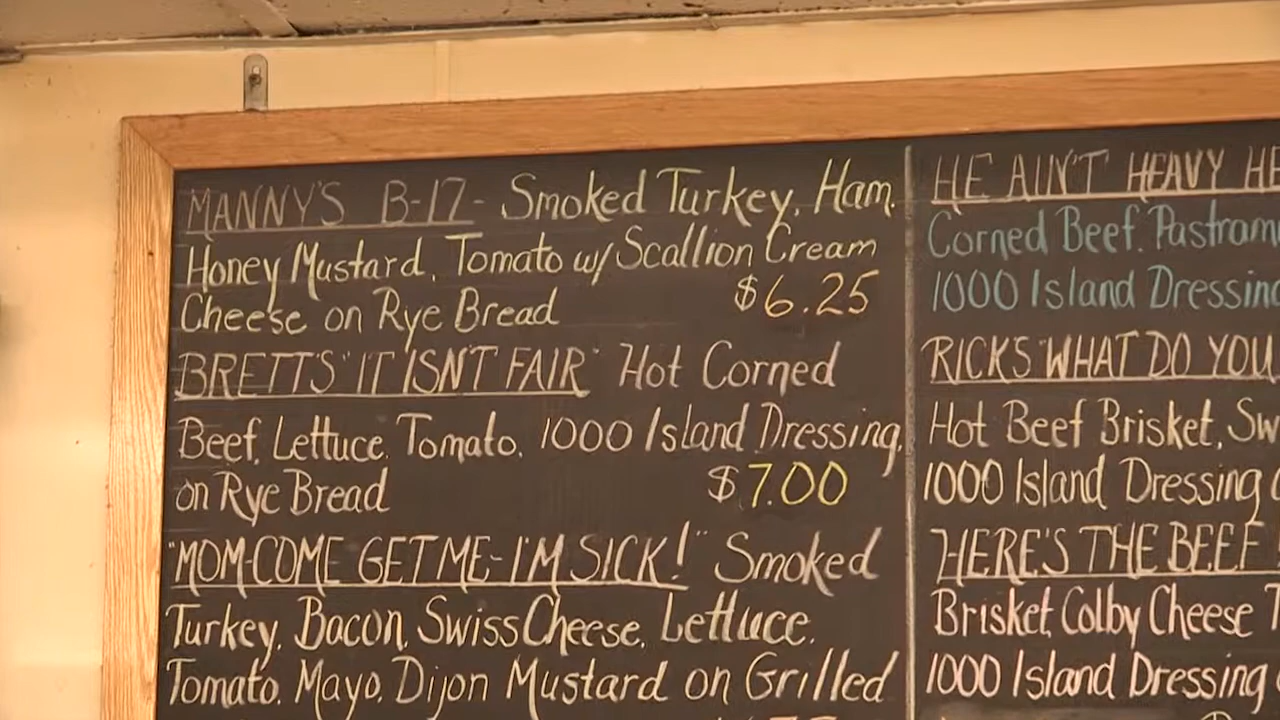 MANNY'S B-17- Smoked Turkey, Ham,
Honey Mustard, Tomato w/ Scallion Cream
Cheese on Rye Bread $6.25
BRETT'S "IT ISN'T FAIR" Hot Corned
Beef, Lettuce, Tomato, 1000 Island Dressing,
on Rye Bread $7.00
"MOM-COME GET ME-I'M SICK!" Smoked
Turkey, Bacon, Swiss Cheese, Lettuce,
Tomato, Mayo, Dijon Mustard on Grilled
HE AIN'T HEAVY HE
Corned Beef, Pastram
1000 Island Dressing
RICK'S "WHAT DO YOU
Hot Beef Brisket, Sw
1000 Island Dressing
HERE'S THE BEEF
Brisket, Colby Cheese T
1000 Island Dressing